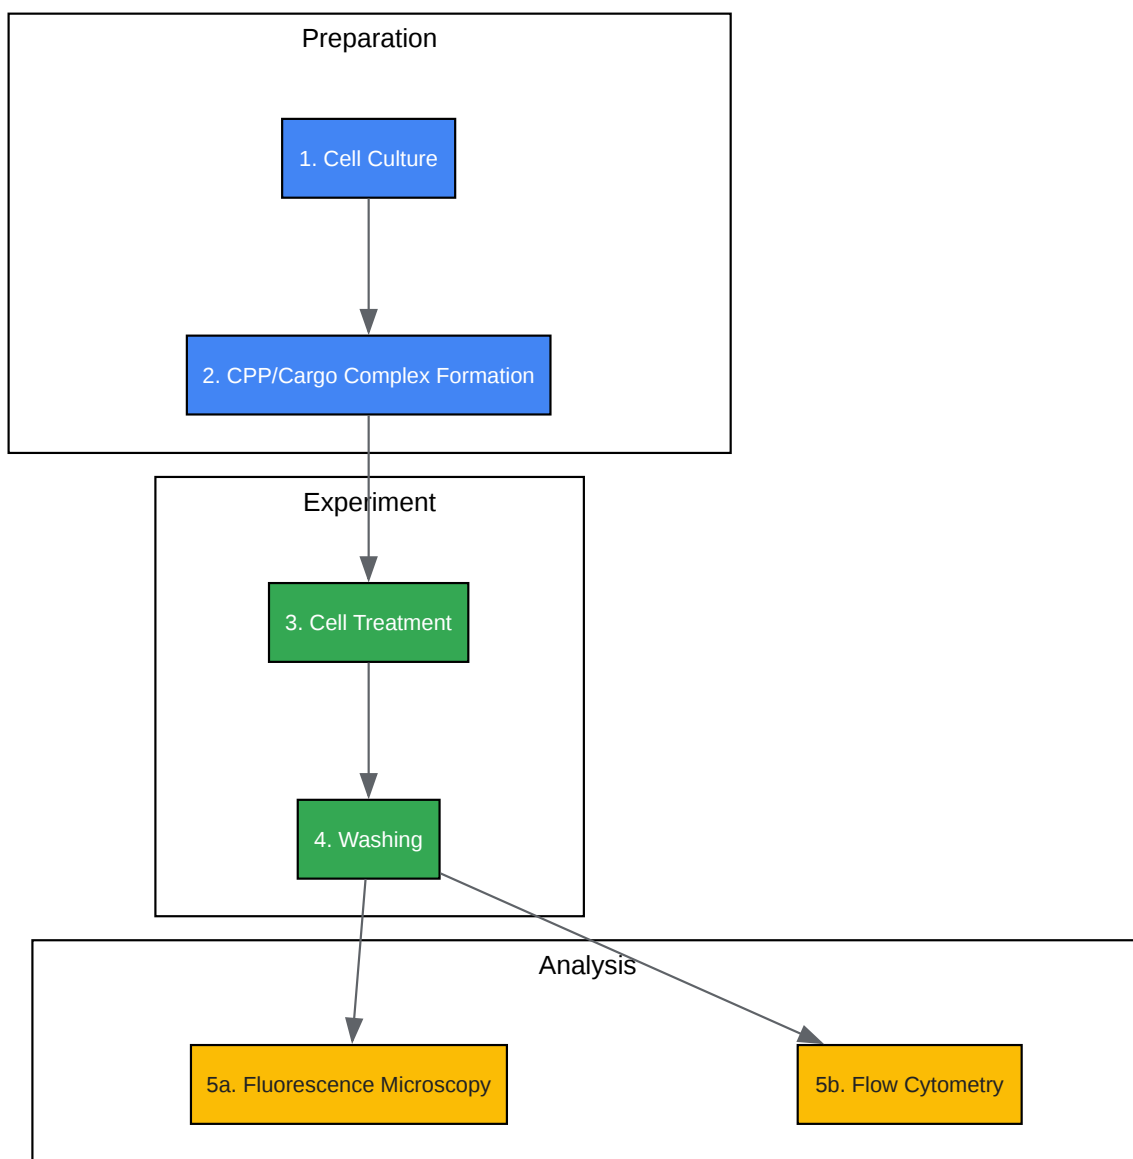 Preparation
1. Cell Culture
2. CPP/Cargo Complex Formation
Experiment
3. Cell Treatment
4. Washing
Analysis
5a. Fluorescence Microscopy
5b. Flow Cytometry